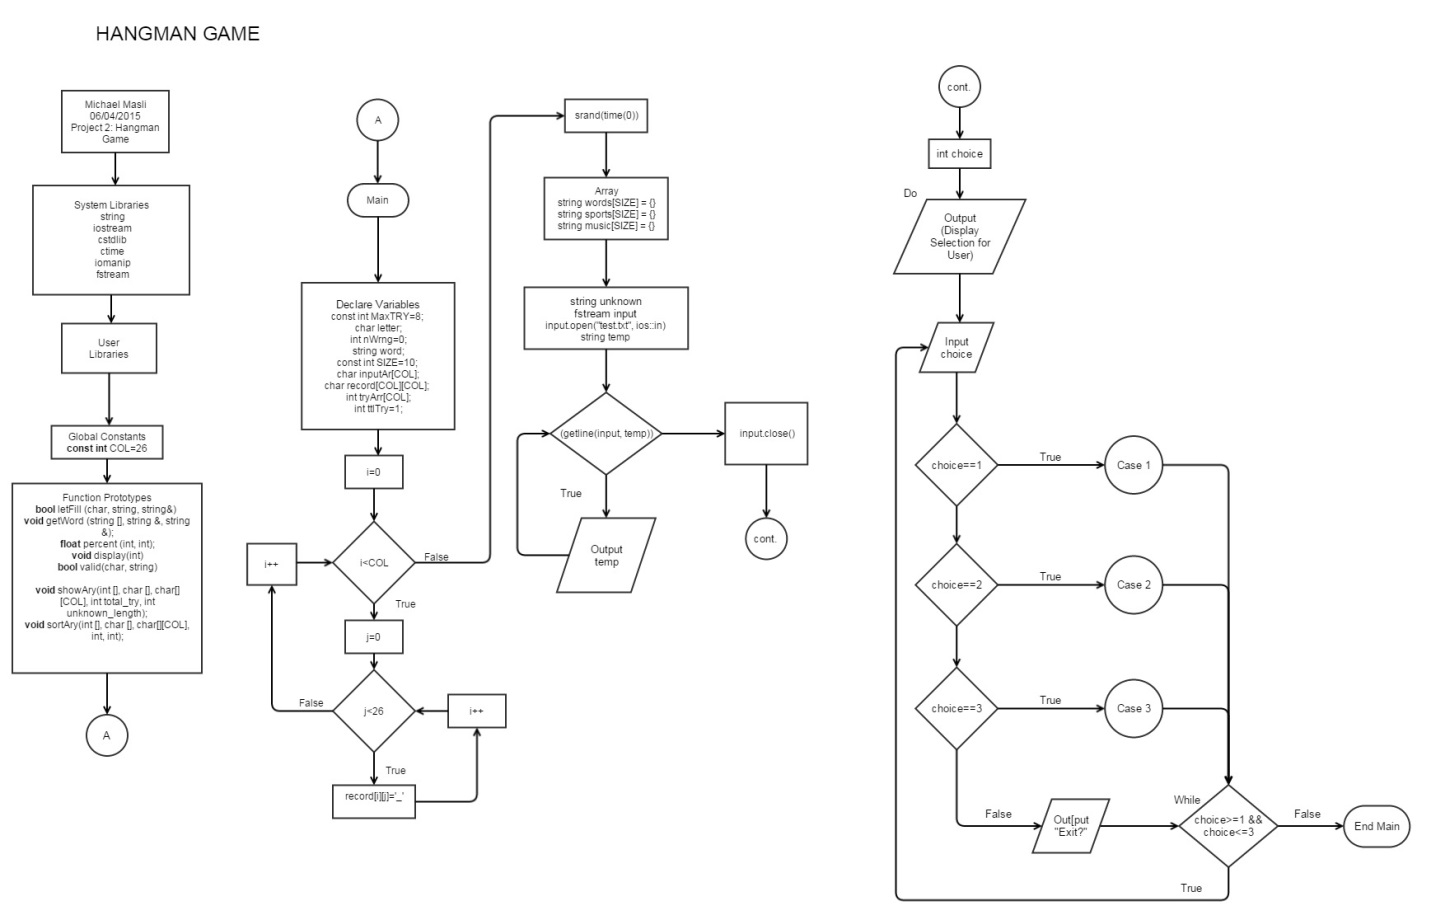 HANGMAN GAME
Michael Masli
06/04/2015
Project 2: Hangman
Game
System Libraries
string
iostream
cstdlib
ctime
iomanip
fstream
User
Libraries
Global Constants
const int COL=26
Function Prototypes
bool letFill (char, string, string&)
void getWord (string [], string &, string
&);
float percent (int, int);
void display(int)
bool valid(char, string)
void showAry(int [], char [], char[]
[COL], int total_try, int
unknown_length);
void sortAry(int [], char [], char[][COL],
int, int);
A
A
Main
Declare Variables
const int MaxTRY=8;
char letter;
int nWrng=0;
string word;
const int SIZE=10;
char inputAr[COL];
char record[COL][COL];
int tryArr[COL];
int ttlTry=1;
i=0
i<COL
False
i++
True
j=0
j<26
False
i++
True
record[i][j]='_'
srand(time(0))
Array
string words[SIZE] = {}
string sports[SIZE] = {}
string music[SIZE] = {}
string unknown
fstream input
input.open("test.txt", ios::in)
string temp
(getline(input, temp))
input.close()
True
Output
temp
cont.
cont.
int choice
Do
Output
(Display
Selection for
User)
Input
choice
choice==1
True
Case 1
choice==2
True
Case 2
choice==3
True
Case 3
False
Out[put
"Exit?"
While
choice>=1 &&
choice<=3
False
End Main
True